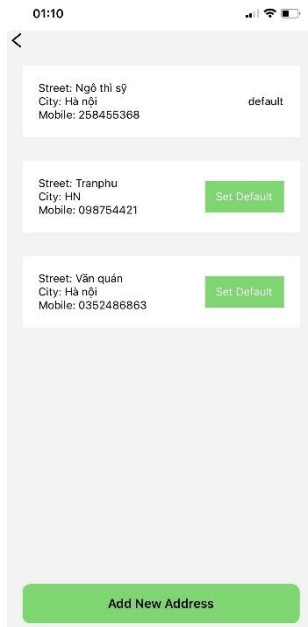 01:10
Street: Ngô thì sỹ
City: Hà nội
Mobile: 258455368
default
Street: Tranphu
City: HN
Mobile: 098754421
Set Default
Street: Văn quán
City: Hà nội
Mobile: 0352486863
Set Default
Add New Address